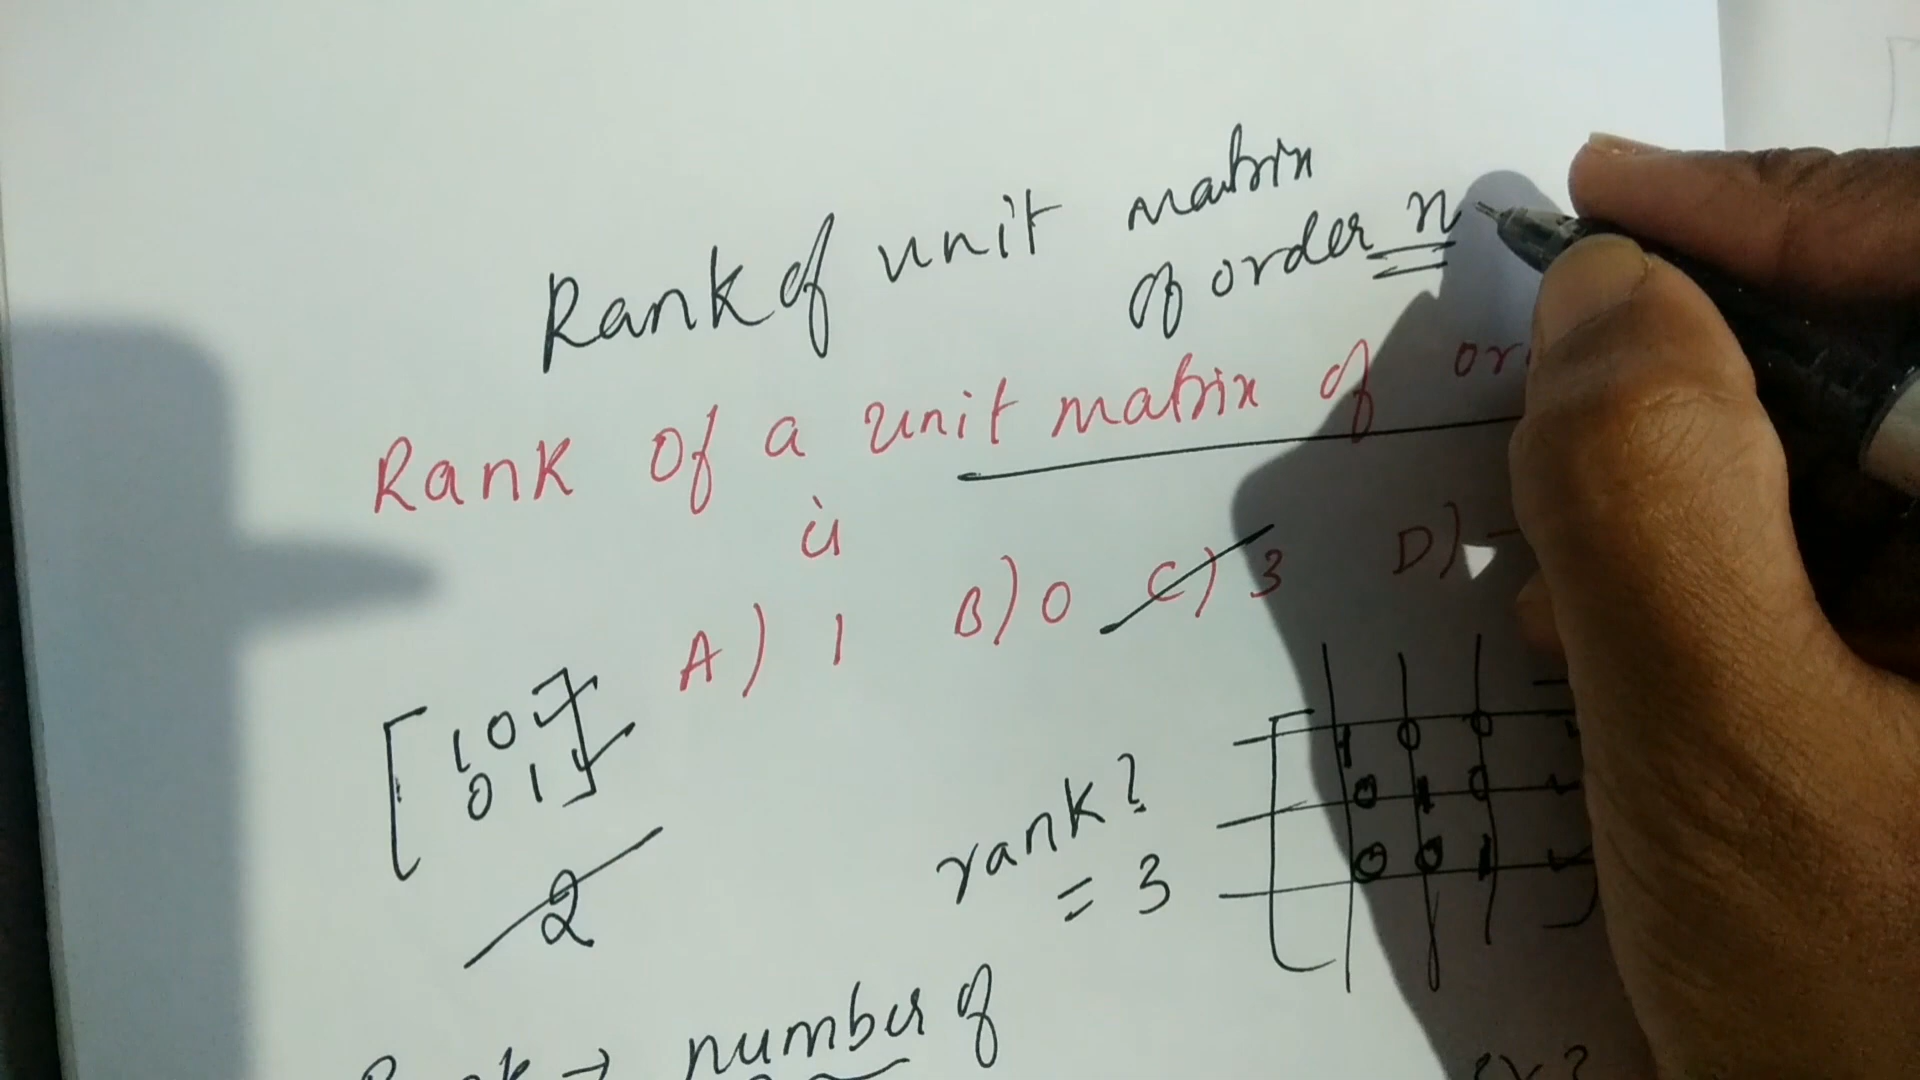 Rank of unit matrix
of order n
Rank of a unit matrix of
is
A) 1 B) 0 C) 3 D)
[1 0
0 1]
2
rank?
= 3
1 0 0
0 1 0
0 0 1
→ number of